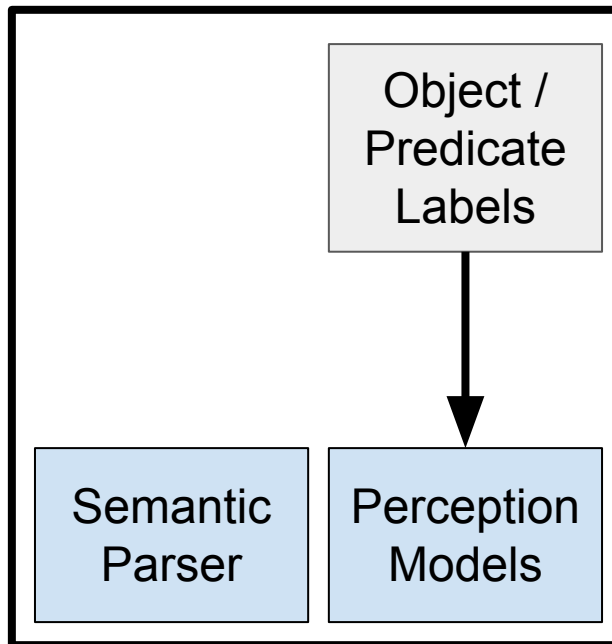 Object /
Predicate
Labels
Semantic
Parser
Perception
Models